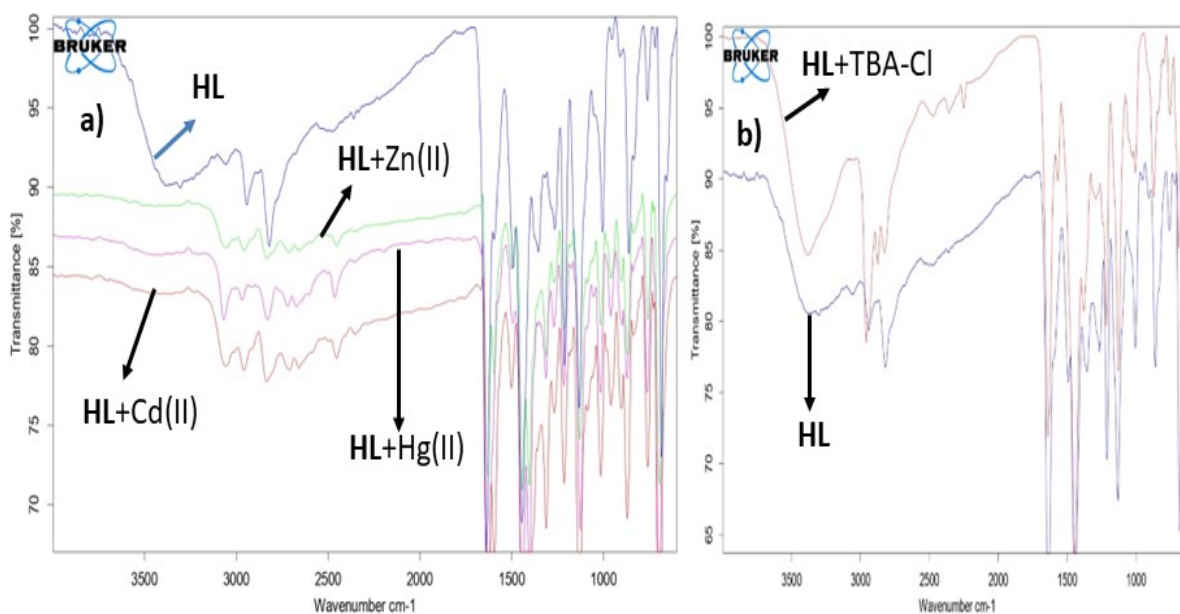 BRUKER
a)
HL
HL+Zn(II)
HL+Cd(II)
HL+Hg(II)
Transmittance [%]
100
95
90
85
80
75
70
3500 3000 2500 2000 1500 1000
Wavenumber cm-1
BRUKER
b)
HL+TBA-Cl
HL
Transmittance [%]
100
95
90
85
80
75
70
65
3500 3000 2500 2000 1500 1000
Wavenumber cm-1